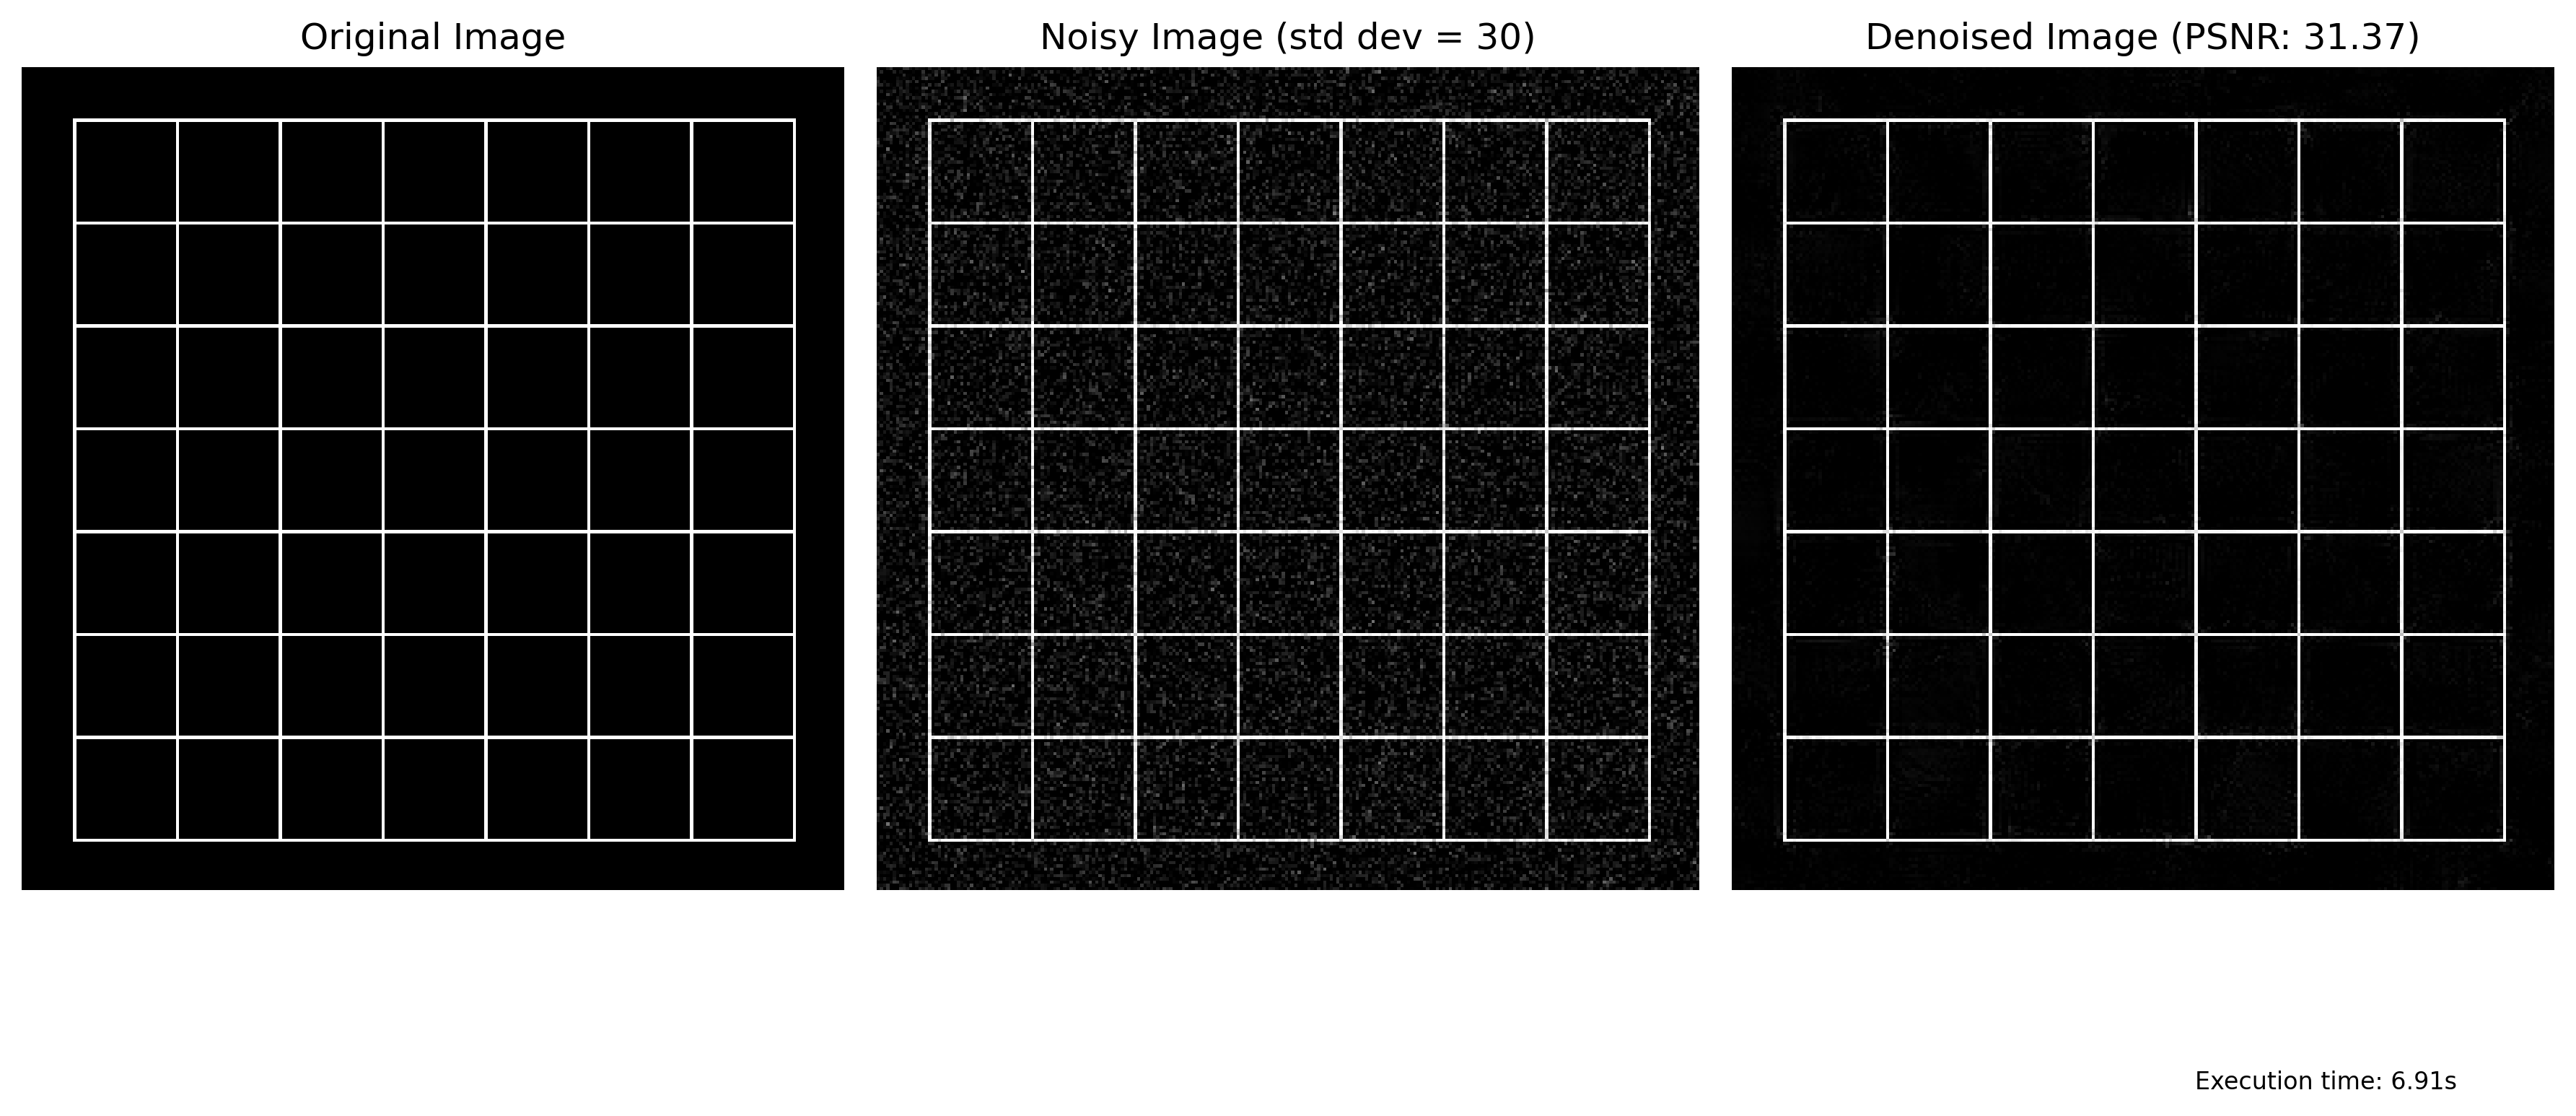 Original Image
Noisy Image (std dev = 30)
Denoised Image (PSNR: 31.37)
Execution time: 6.91s